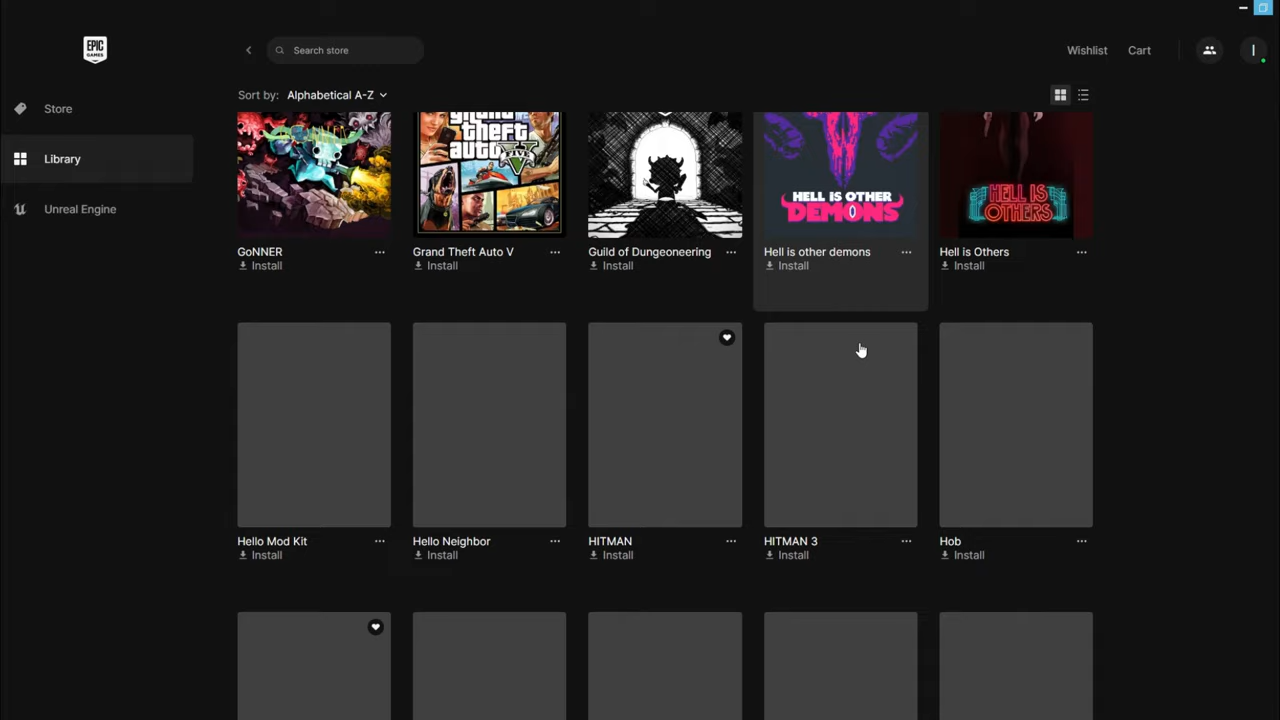 EPIC
GAMES
Search store
Wishlist
Cart
I
Store
Library
Unreal Engine
Sort by: Alphabetical A-Z
grand
theft
auto
V
FIVE
HELL IS OTHER
DEMONS
HELL IS
OTHERS
GoNNER
Install
Grand Theft Auto V
Install
Guild of Dungeoneering
Install
Hell is other demons
Install
Hell is Others
Install
Hello Mod Kit
Install
Hello Neighbor
Install
HITMAN
Install
HITMAN 3
Install
Hob
Install